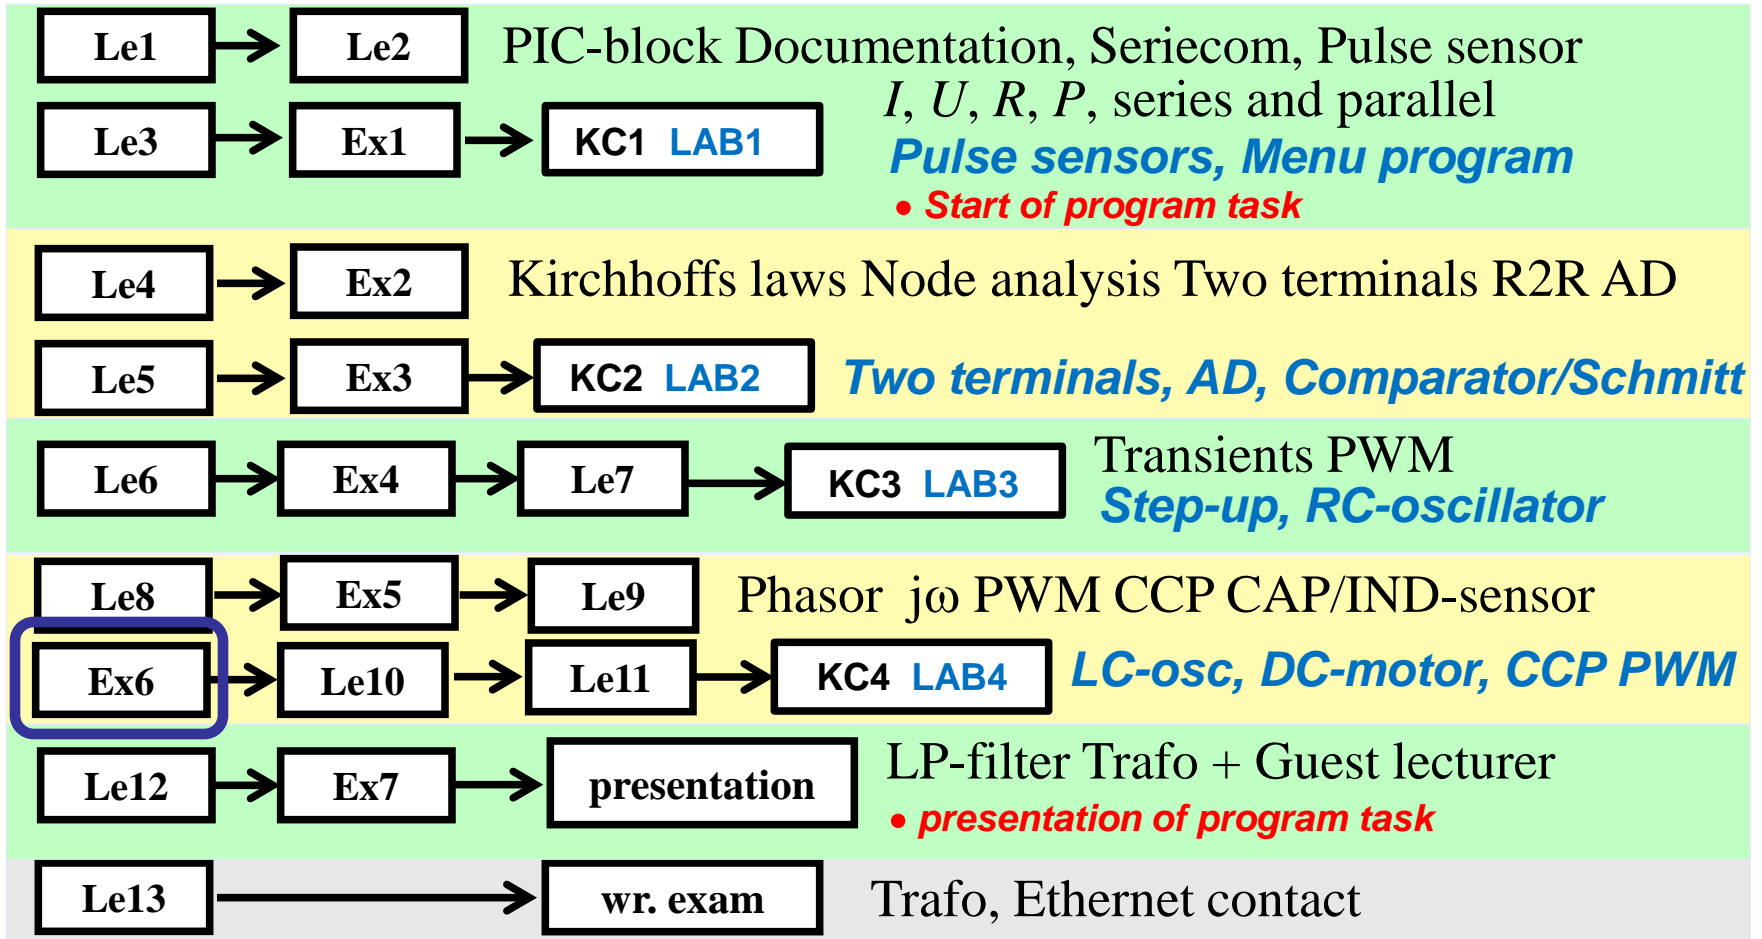 Le1 Le2 PIC-block Documentation, Seriecom, Pulse sensor
I, U, R, P, series and parallel
Le3 Ex1 KC1 LAB1 Pulse sensors, Menu program
• Start of program task
Le4 Ex2 Kirchhoffs laws Node analysis Two terminals R2R AD
Le5 Ex3 KC2 LAB2 Two terminals, AD, Comparator/Schmitt
Le6 Ex4 Le7 KC3 LAB3 Transients PWM
Step-up, RC-oscillator
Le8 Ex5 Le9 Phasor jω PWM CCP CAP/IND-sensor
Ex6 Le10 Le11 KC4 LAB4 LC-osc, DC-motor, CCP PWM
Le12 Ex7 presentation LP-filter Trafo + Guest lecturer
• presentation of program task
Le13 wr. exam Trafo, Ethernet contact